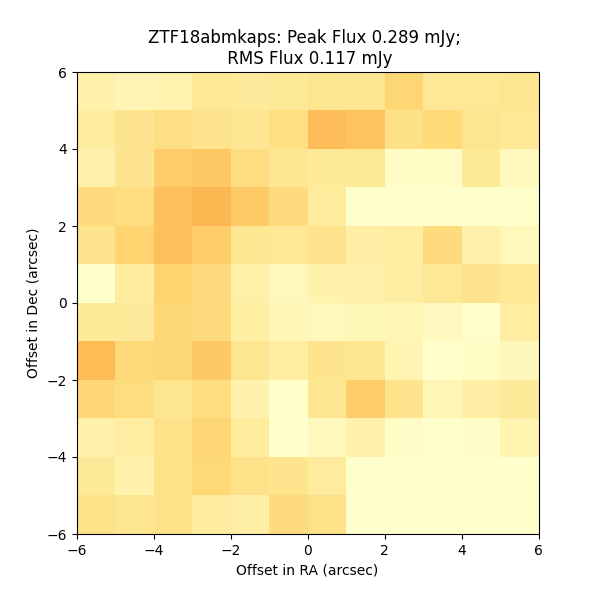 ZTF18abmkaps: Peak Flux 0.289 mJy;
RMS Flux 0.117 mJy
6
4
2
0
−2
−4
−6
Offset in Dec (arcsec)
−6 −4 −2 0 2 4 6
Offset in RA (arcsec)